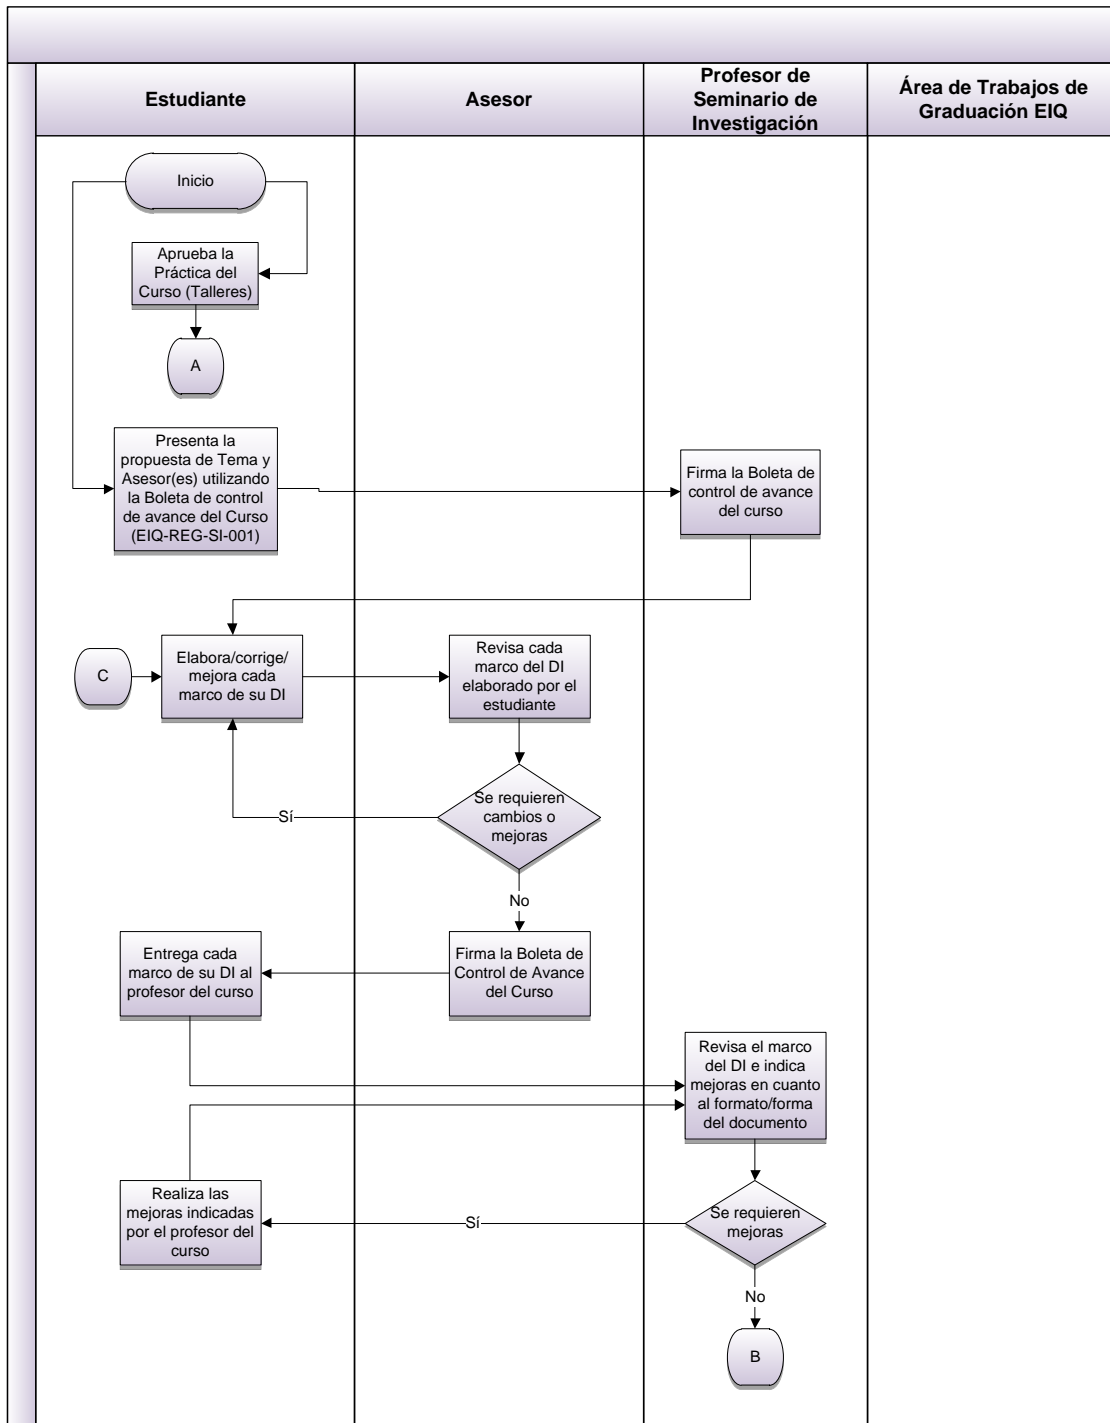 Estudiante
Asesor
Profesor de
Seminario de
Investigación
Área de Trabajos de
Graduación EIQ
Inicio
Aprueba la
Práctica del
Curso (Talleres)
A
Presenta la
propuesta de Tema y
Asesor(es) utilizando
la Boleta de control
de avance del Curso
(EIQ-REG-SI-001)
Firma la Boleta de
control de avance
del curso
C
Elabora/corrige/
mejora cada
marco de su DI
Revisa cada
marco del DI
elaborado por el
estudiante
Se requieren
cambios o
mejoras
Sí
No
Entrega cada
marco de su DI al
profesor del curso
Firma la Boleta de
Control de Avance
del Curso
Revisa el marco
del DI e indica
mejoras en cuanto
al formato/forma
del documento
Realiza las
mejoras indicadas
por el profesor del
curso
Sí
Se requieren
mejoras
No
B